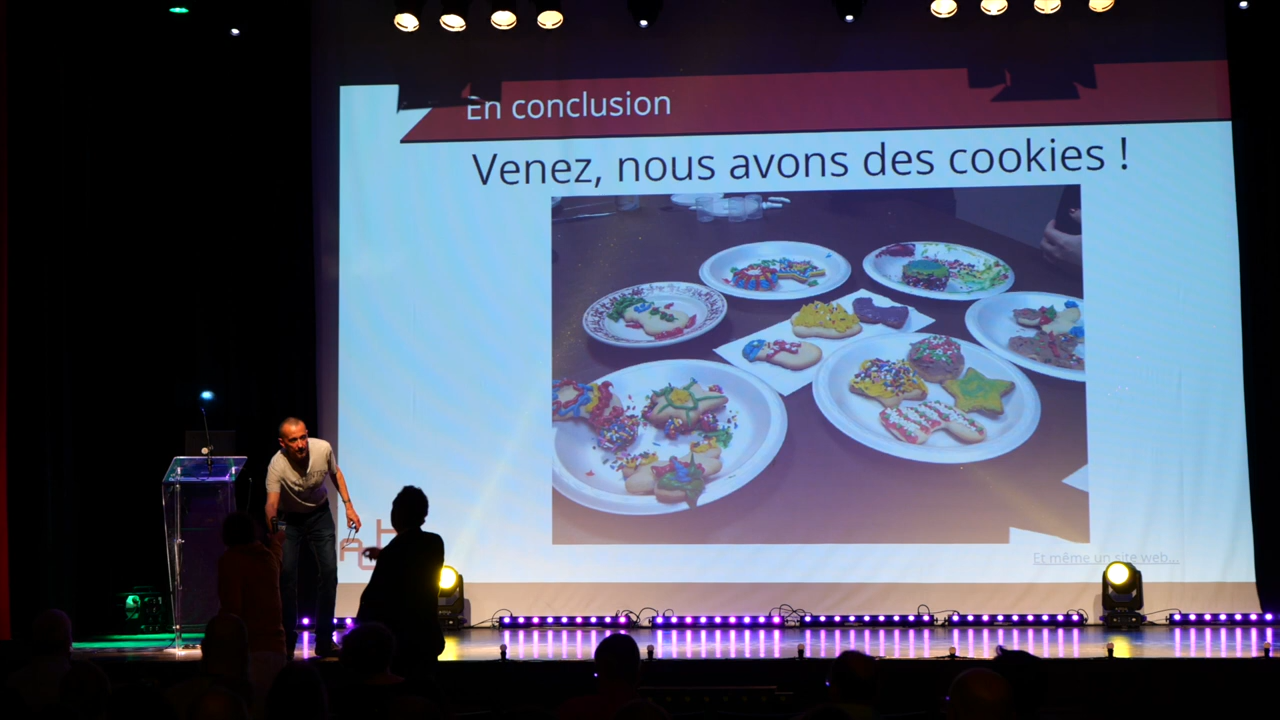 En conclusion
Venez, nous avons des cookies !
Et même un site web...